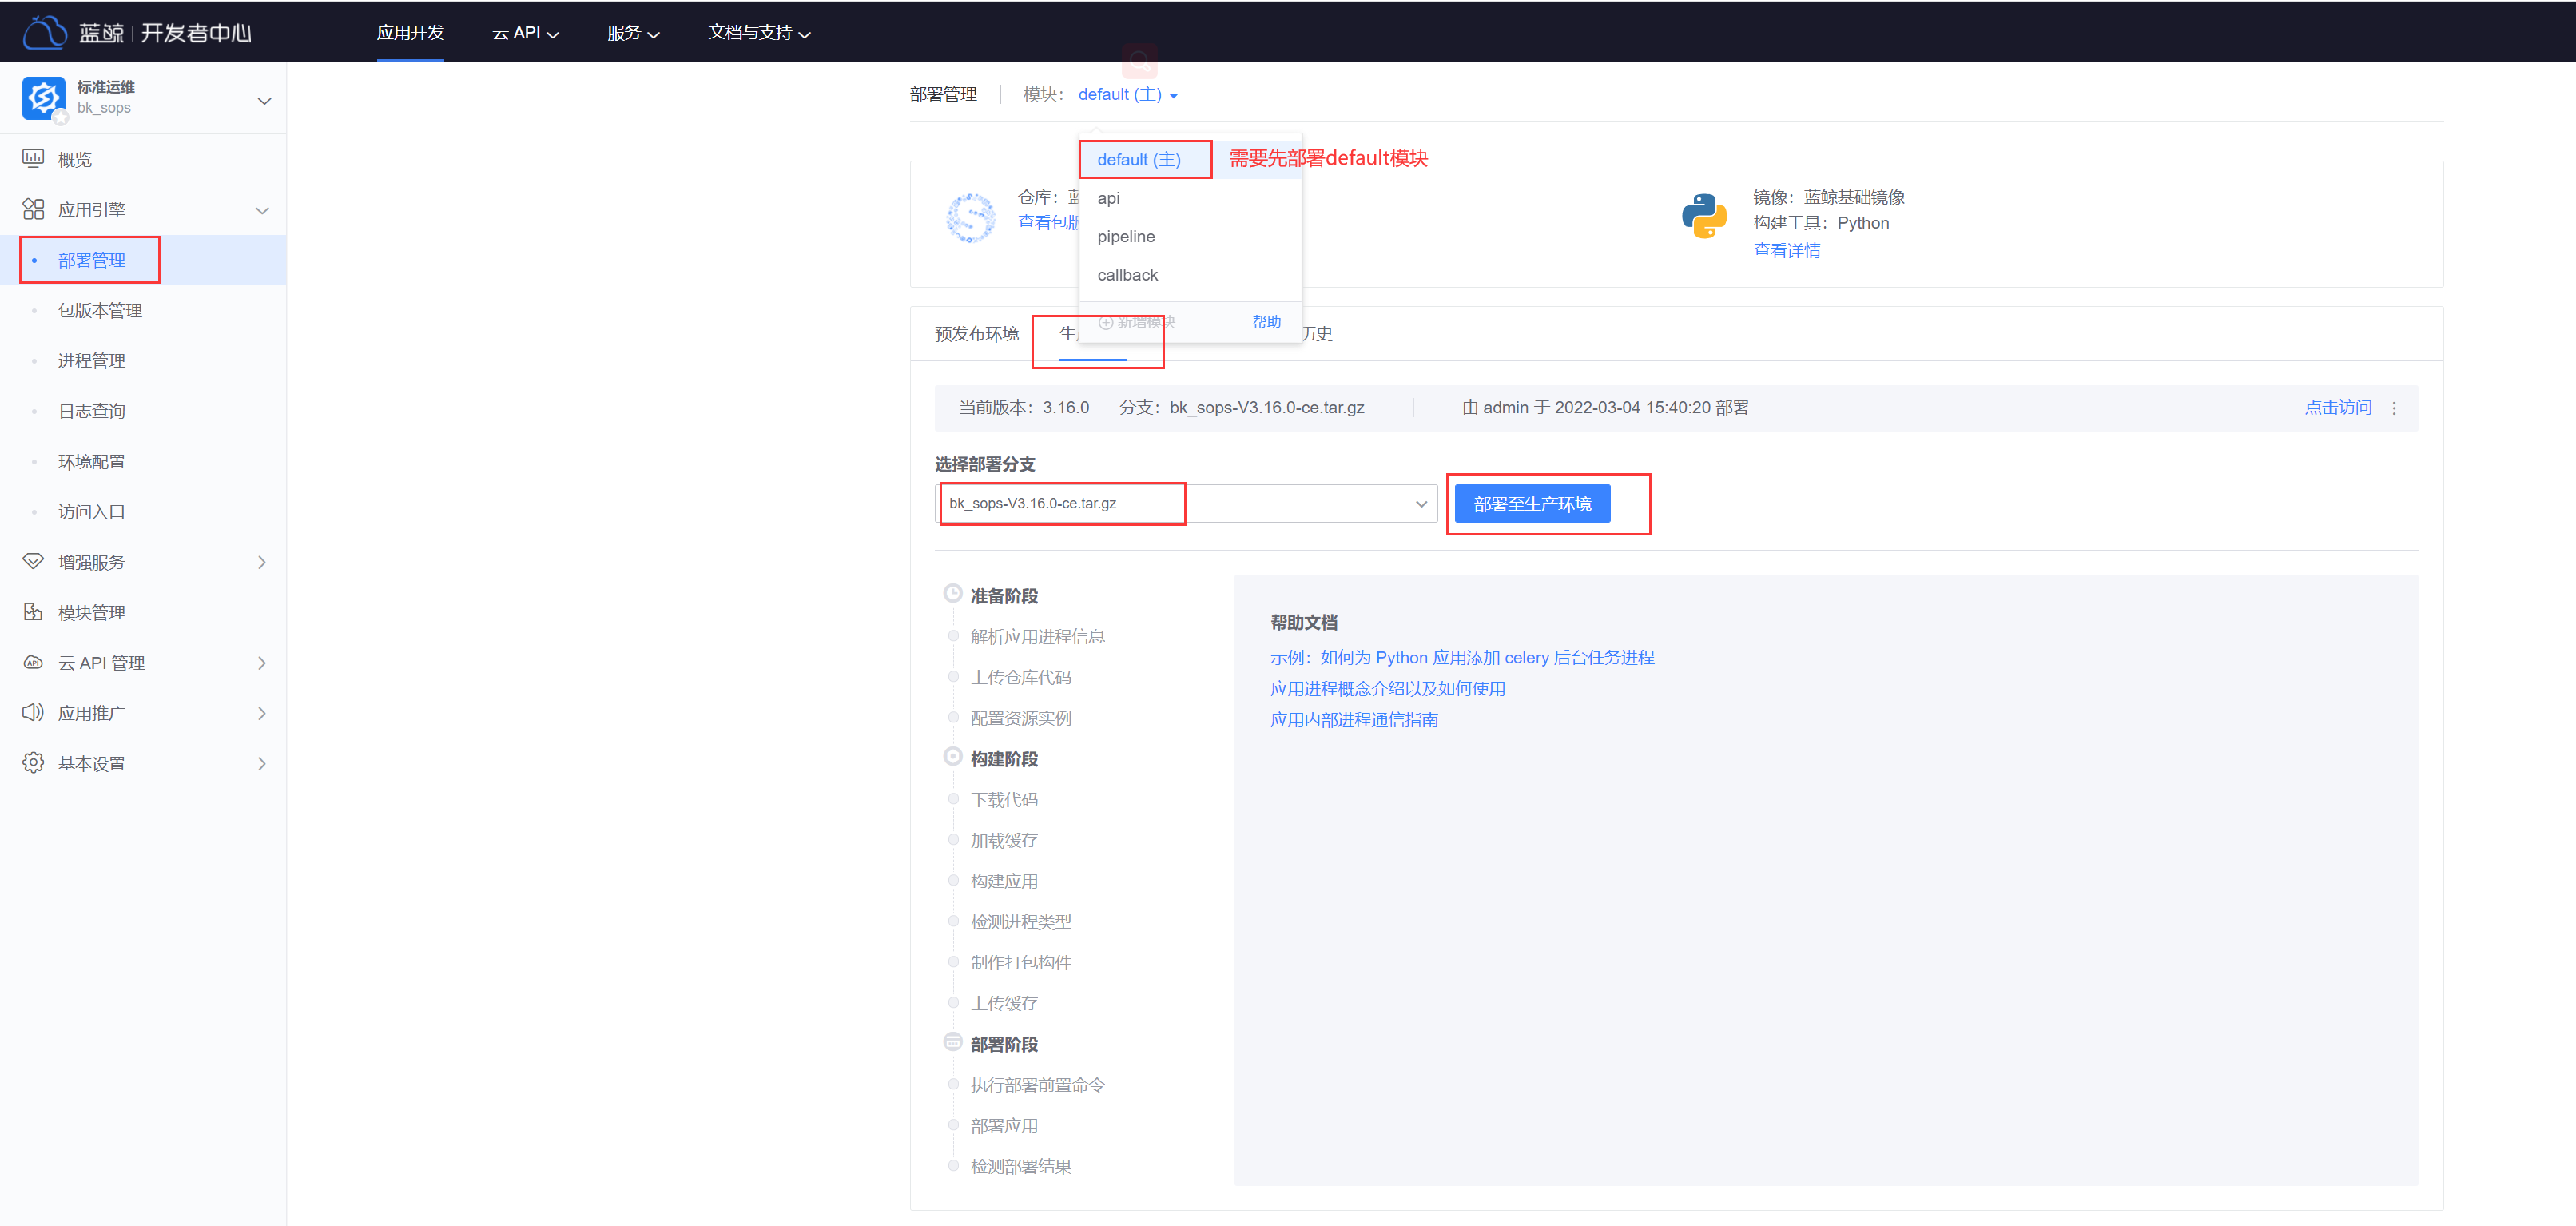 蓝鲸 | 开发者中心
应用开发
云 API
服务
文档与支持
标准运维
bk_sops
概览
应用引擎
部署管理
包版本管理
进程管理
日志查询
环境配置
访问入口
增强服务
模块管理
云 API 管理
应用推广
基本设置
部署管理
模块： default (主)
default (主)
需要先部署default模块
api
pipeline
callback
新增模块
帮助
仓库：蓝
查看包版
镜像：蓝鲸基础镜像
构建工具：Python
查看详情
预发布环境
生
历史
当前版本：3.16.0
分支：bk_sops-V3.16.0-ce.tar.gz
由 admin 于 2022-03-04 15:40:20 部署
点击访问
选择部署分支
bk_sops-V3.16.0-ce.tar.gz
部署至生产环境
准备阶段
解析应用进程信息
上传仓库代码
配置资源实例
构建阶段
下载代码
加载缓存
构建应用
检测进程类型
制作打包构件
上传缓存
部署阶段
执行部署前置命令
部署应用
检测部署结果
帮助文档
示例：如何为 Python 应用添加 celery 后台任务进程
应用进程概念介绍以及如何使用
应用内部进程通信指南